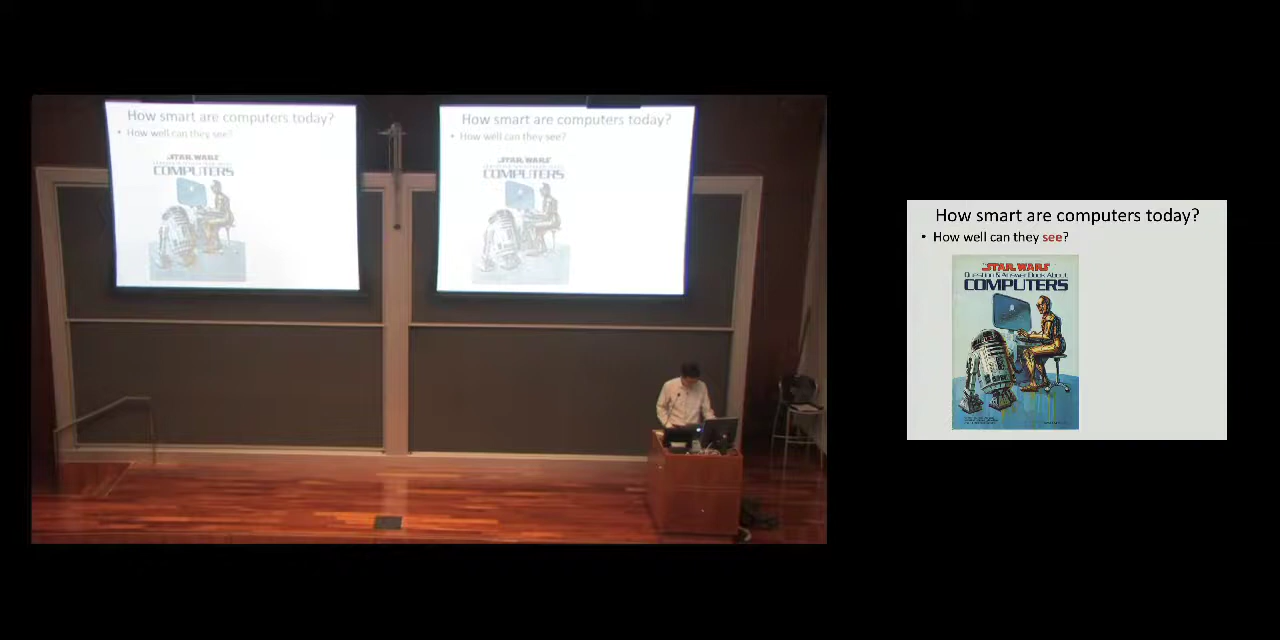 How smart are computers today?
• How well can they see?
STAR WARS
COMPUTERS
How smart are computers today?
• How well can they see?
STAR WARS
COMPUTERS
How smart are computers today?
• How well can they see?
STAR WARS
Question & Answer Book About
COMPUTERS